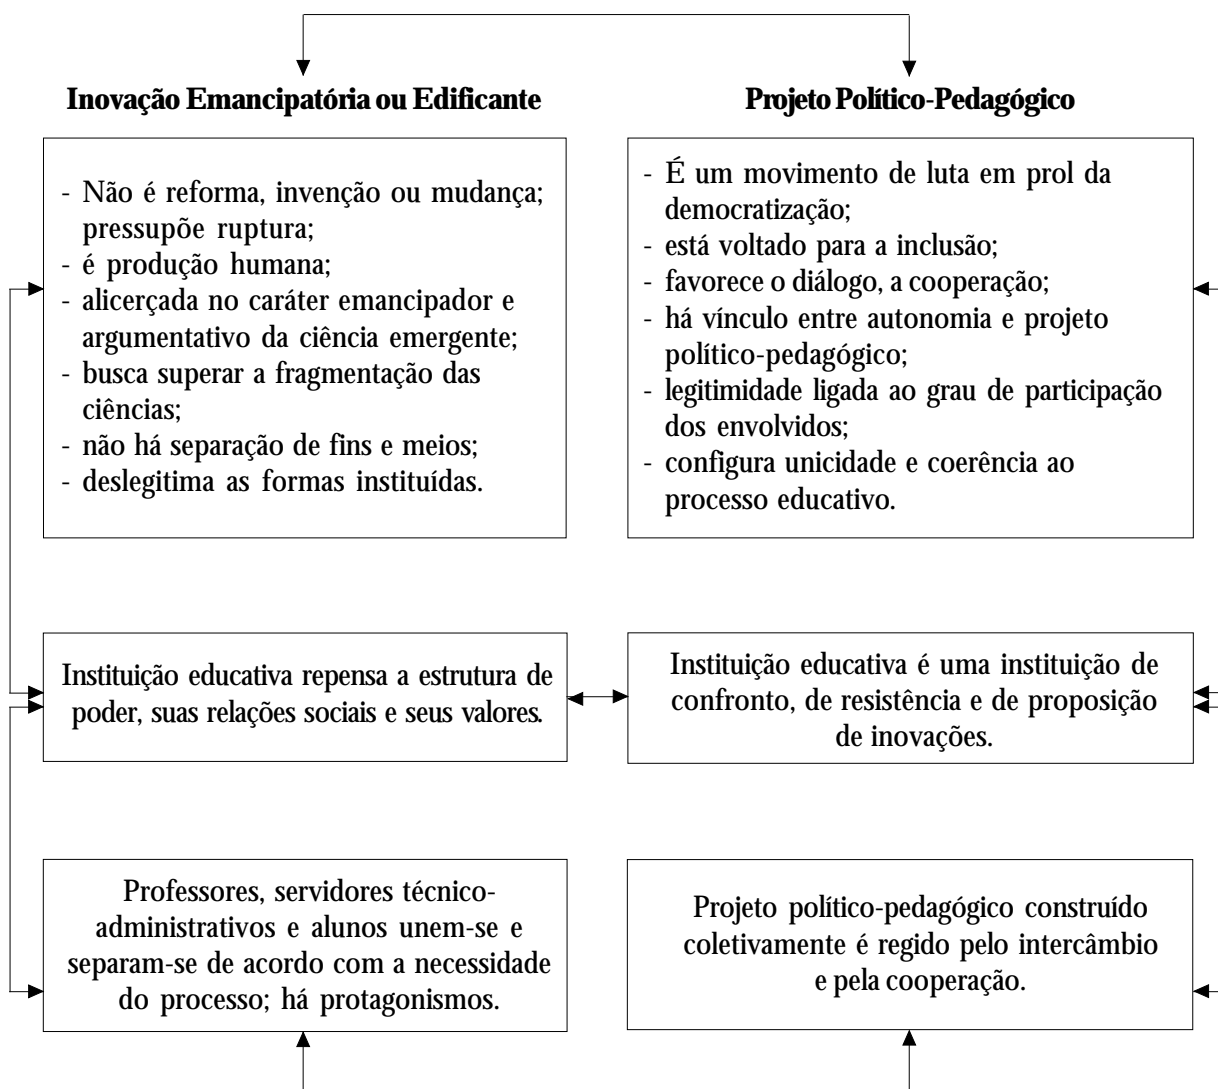 Inovação Emancipatória ou Edificante
- Não é reforma, invenção ou mudança;
pressupõe ruptura;
- é produção humana;
- alicerçada no caráter emancipador e
argumentativo da ciência emergente;
- busca superar a fragmentação das
ciências;
- não há separação de fins e meios;
- deslegitima as formas instituídas.
Projeto Político-Pedagógico
- É um movimento de luta em prol da
democratização;
- está voltado para a inclusão;
- favorece o diálogo, a cooperação;
- há vínculo entre autonomia e projeto
político-pedagógico;
- legitimidade ligada ao grau de participação
dos envolvidos;
- configura unicidade e coerência ao
processo educativo.
Instituição educativa repensa a estrutura de
poder, suas relações sociais e seus valores.
Instituição educativa é uma instituição de
confronto, de resistência e de proposição
de inovações.
Professores, servidores técnico-
administrativos e alunos unem-se e
separam-se de acordo com a necessidade
do processo; há protagonismos.
Projeto político-pedagógico construído
coletivamente é regido pelo intercâmbio
e pela cooperação.